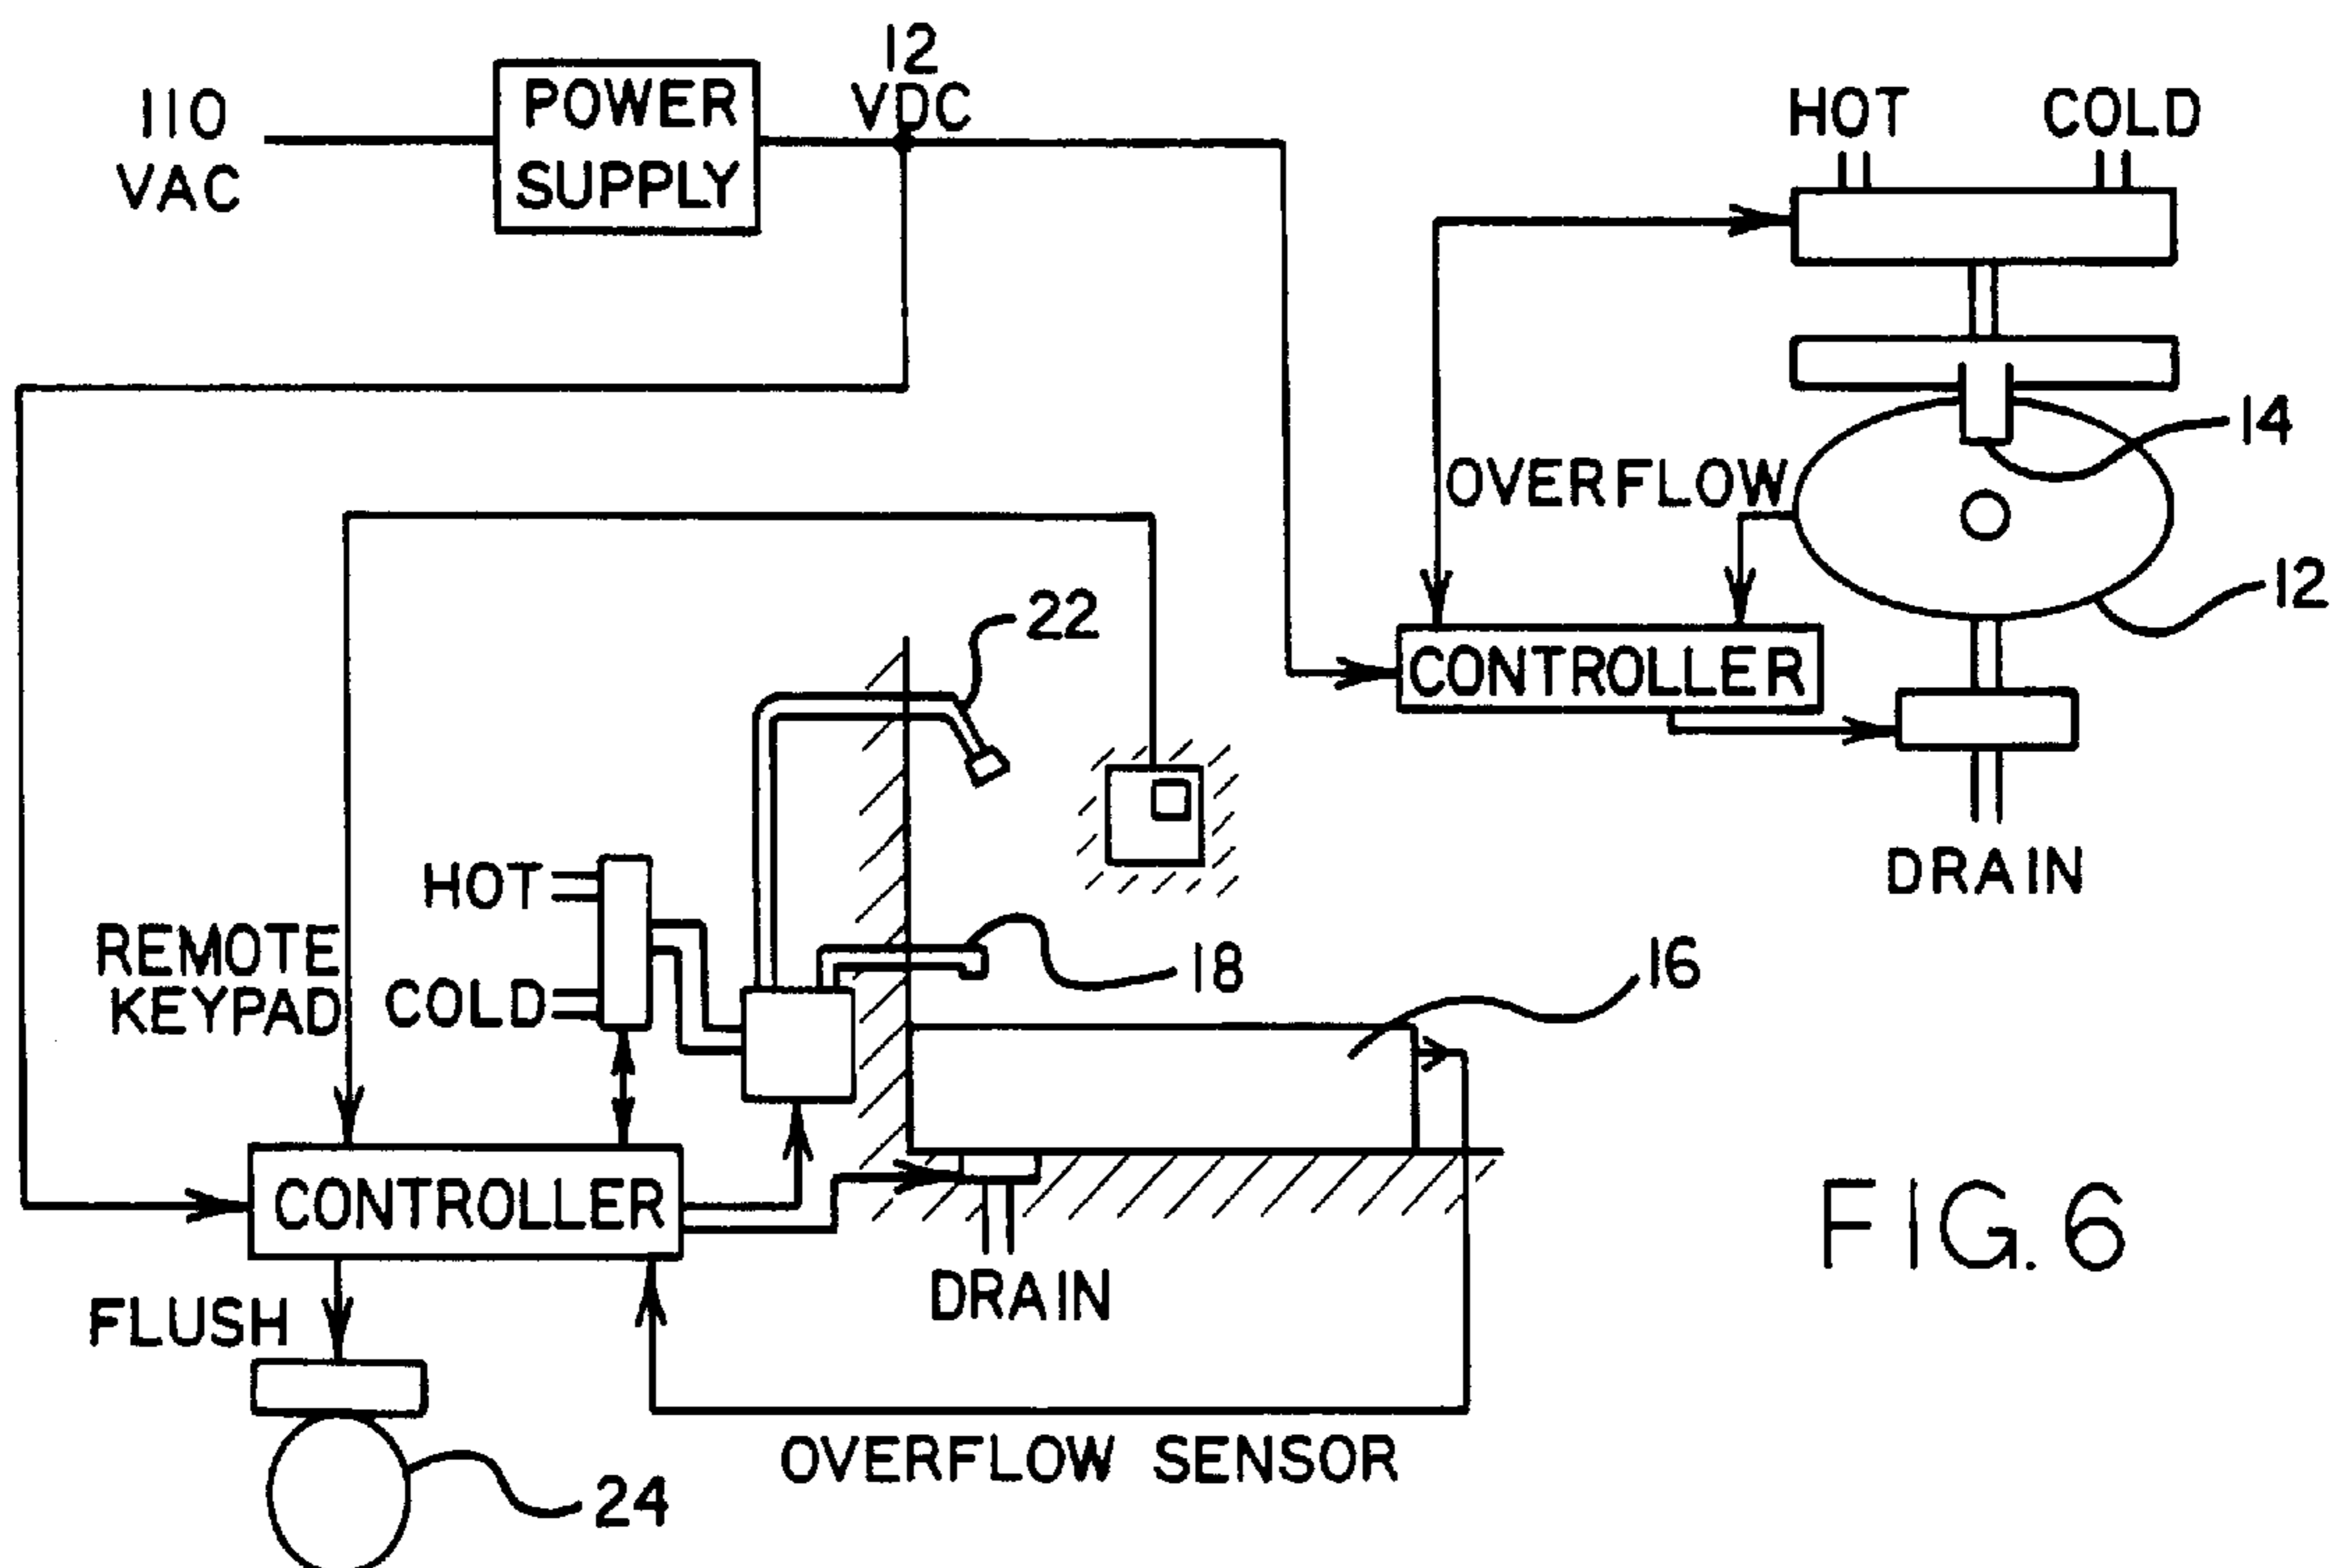 110
VAC
POWER
SUPPLY
12
VDC
HOT
COLD
14
OVERFLOW
12
22
CONTROLLER
DRAIN
HOT
REMOTE
KEYPAD
COLD
18
16
CONTROLLER
FLUSH
DRAIN
FIG. 6
OVERFLOW SENSOR
24